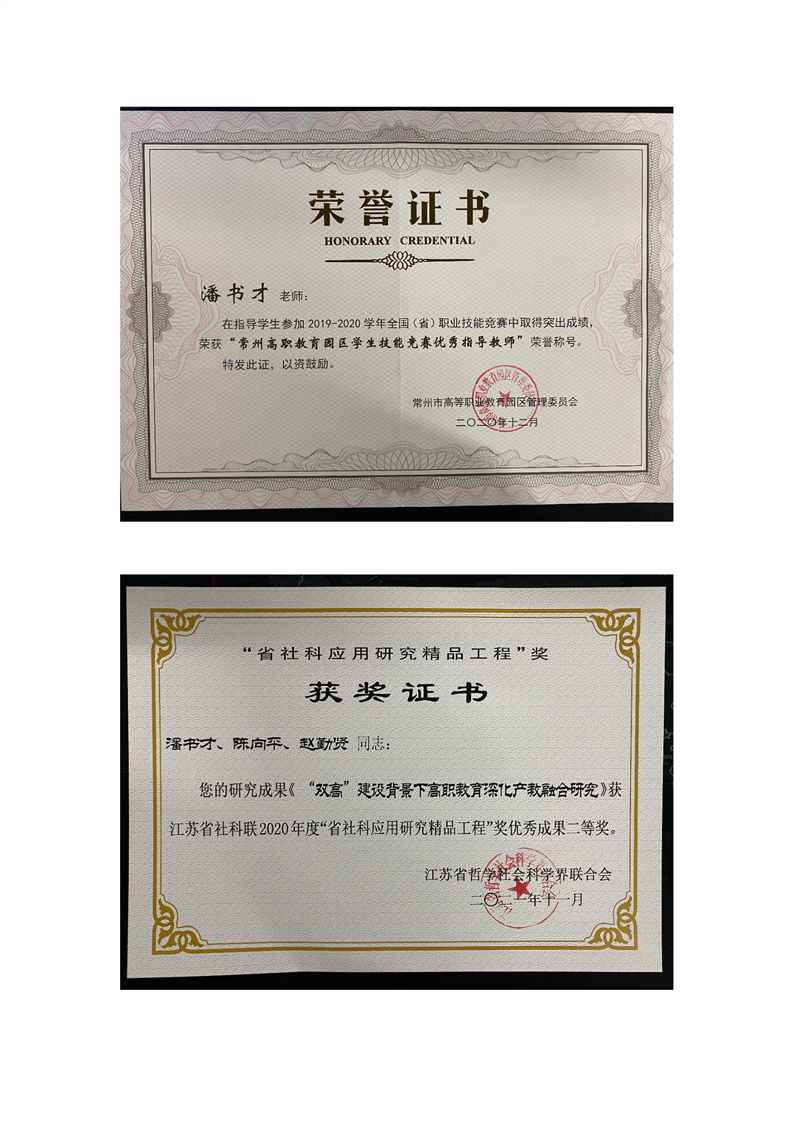 荣誉证书
HONORARY CREDENTIAL
潘书才 老师：
在指导学生参加2019-2020学年全国（省）职业技能竞赛中取得突出成绩，
荣获“常州高职教育园区学生技能竞赛优秀指导教师”荣誉称号。
特发此证，以资鼓励。
常州市高等职业教育园区管理委员会
二〇二〇年十二月
“省社科应用研究精品工程”奖
获奖证书
潘书才、陈向平、赵勤贤 同志：
您的研究成果《“双高”建设背景下高职教育深化产教融合研究》获
江苏省社科联2020年度“省社科应用研究精品工程”奖优秀成果二等奖。
江苏省哲学社会科学界联合会
二〇二一年十一月